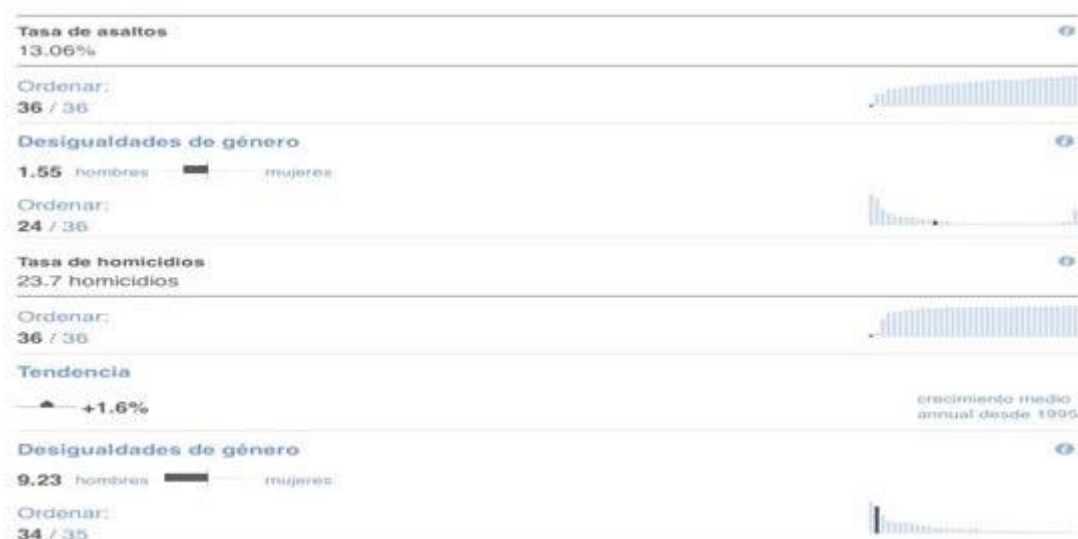 Tasa de asaltos
13.06%
Ordenar:
36 / 36
Desigualdades de género
1.55 hombres mujeres
Ordenar:
24 / 36
Tasa de homicidios
23.7 homicidios
Ordenar:
36 / 36
Tendencia
+1.6% crecimiento medio
annual desde 1995
Desigualdades de género
9.23 hombres mujeres
Ordenar:
34 / 35